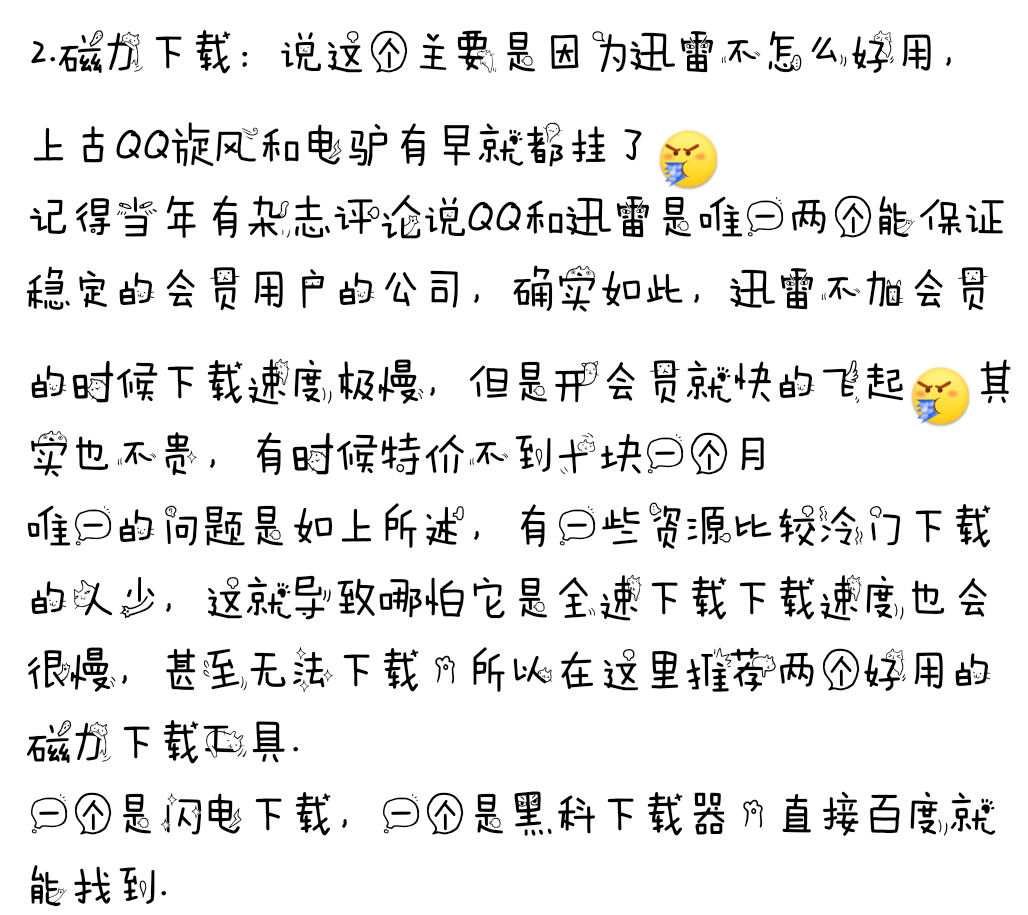 2.磁力下载：说这个主要是因为迅雷不怎么好用，
上古QQ旋风和电驴有早就都挂了
记得当年有杂志评论说QQ和迅雷是唯一两个能保证
稳定的会员用户的公司，确实如此，迅雷不加会员
的时候下载速度极慢，但是开会员就快的飞起其
实也不贵，有时候特价不到十块一个月
唯一的问题是如上所述，有一些资源比较冷门下载
的人少，这就导致哪怕它是全速下载下载速度也会
很慢，甚至无法下载 所以在这里推荐两个好用的
磁力下载工具.
一个是闪电下载，一个是黑科下载器 直接百度就
能找到.